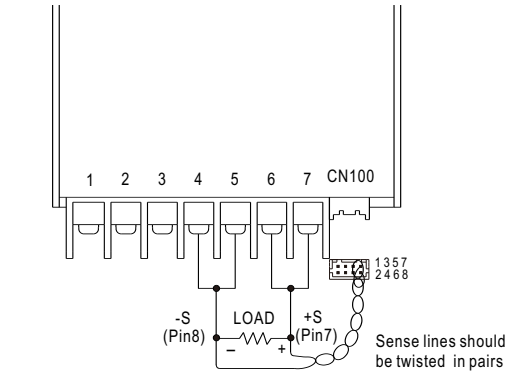 1 2 3 4 5 6 7 CN100
1 3 5 7
2 4 6 8
-S LOAD +S
(Pin8) (Pin7)
– +
Sense lines should
be twisted in pairs